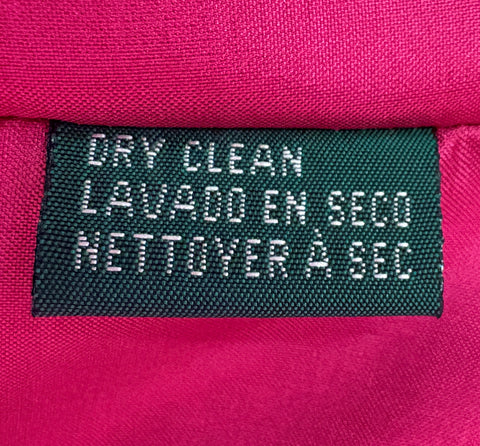 DRY CLEAN
LAVADO EN SECO
NETTOYER À SEC